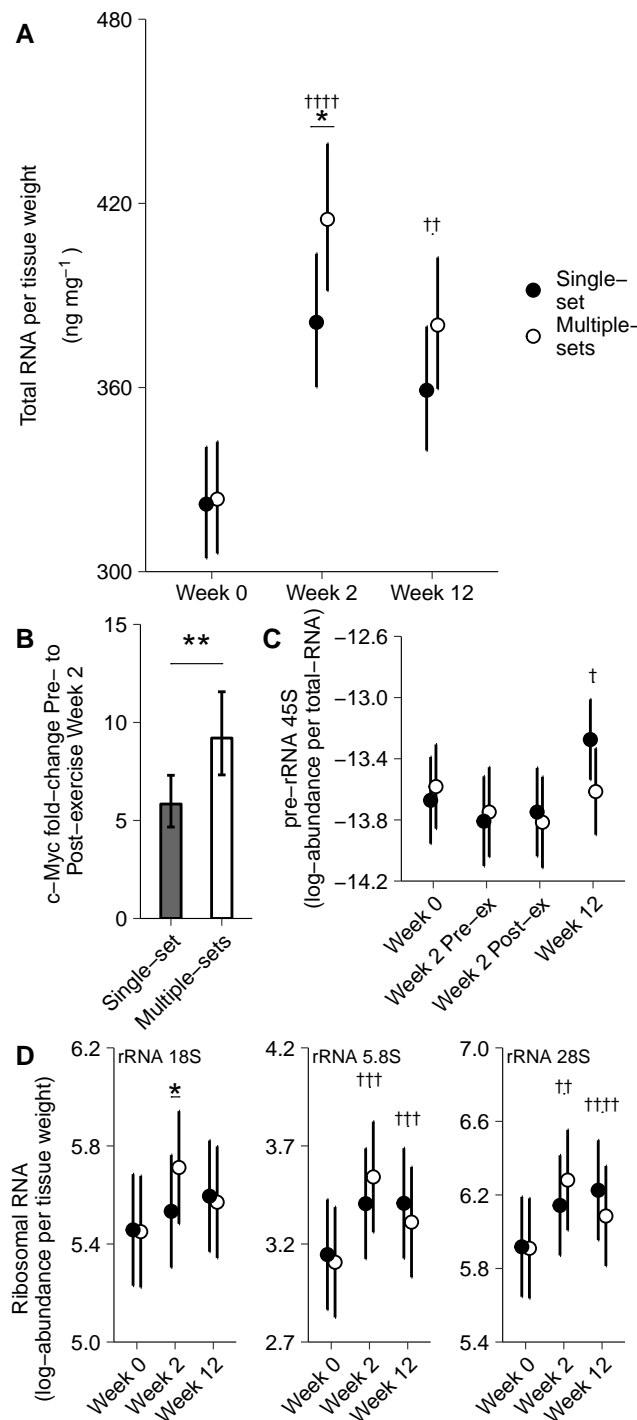 A
480
420
360
300
Total RNA per tissue weight
(ng mg−1)
††††
*
††
Single−
set
Multiple−
sets
Week 0
Week 2
Week 12
B
15
10
5
0
c−Myc fold−change Pre− to
Post−exercise Week 2
**
Single−set
Multiple−sets
C
−12.6
−13.2
−13.6
−13.8
−14.2
pre−rRNA 45S
(log−abundance per total−RNA)
†
Week 0
Week 2 Pre−ex
Week 2 Post−ex
Week 12
D
Ribosomal RNA
(log−abundance per tissue weight)
6.2
5.8
5.4
5.0
rRNA 18S
*
Week 0
Week 2
Week 12
4.2
3.7
3.2
2.7
rRNA 5.8S
†††
†††
Week 0
Week 2
Week 12
7.0
6.6
6.2
5.8
5.4
rRNA 28S
††
††††
Week 0
Week 2
Week 12